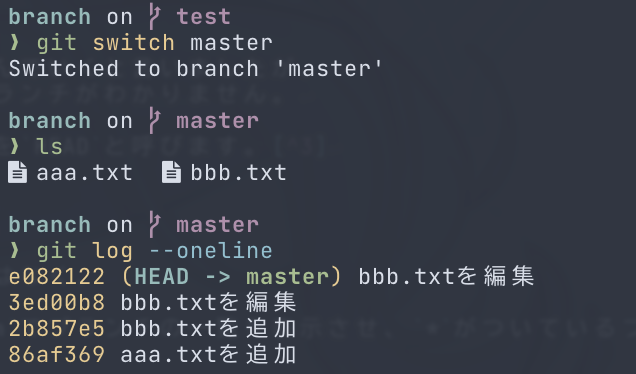 branch on test
❯ git switch master
Switched to branch 'master'
branch on master
❯ ls
aaa.txt bbb.txt
branch on master
❯ git log --oneline
e082122 (HEAD -> master) bbb.txtを編集
3ed00b8 bbb.txtを編集
2b857e5 bbb.txtを追加
86af369 aaa.txtを追加